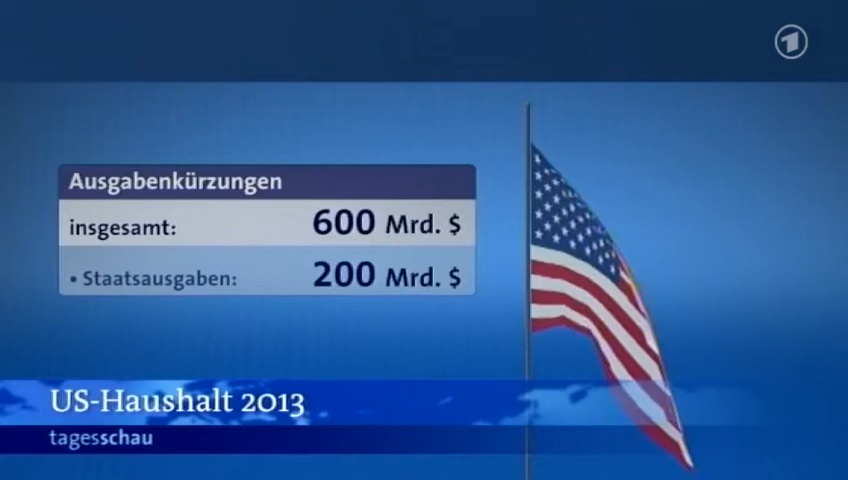 Ausgabenkürzungen
insgesamt: 600 Mrd. $
• Staatsausgaben: 200 Mrd. $
US-Haushalt 2013
tagesschau